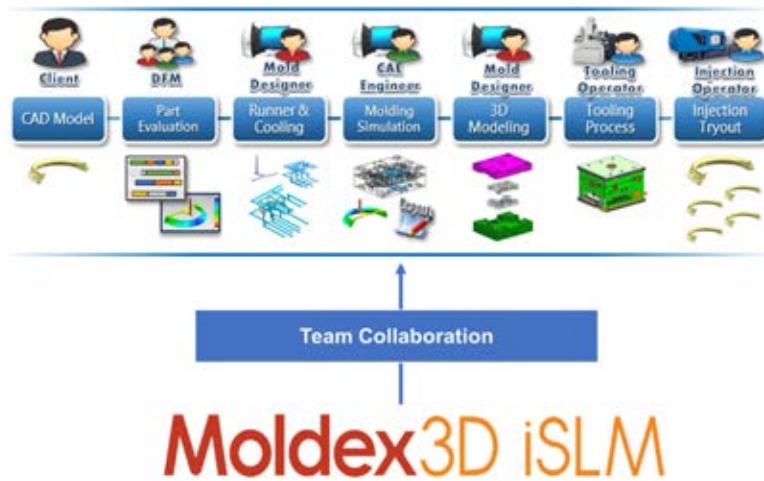 Client
DFM
Mold
Designer
CAE
Engineer
Mold
Designer
Tooling
Operator
Injection
Operator
CAD Model
Part
Evaluation
Runner &
Cooling
Molding
Simulation
3D
Modeling
Tooling
Process
Injection
Tryout
Team Collaboration
Moldex3D iSLM